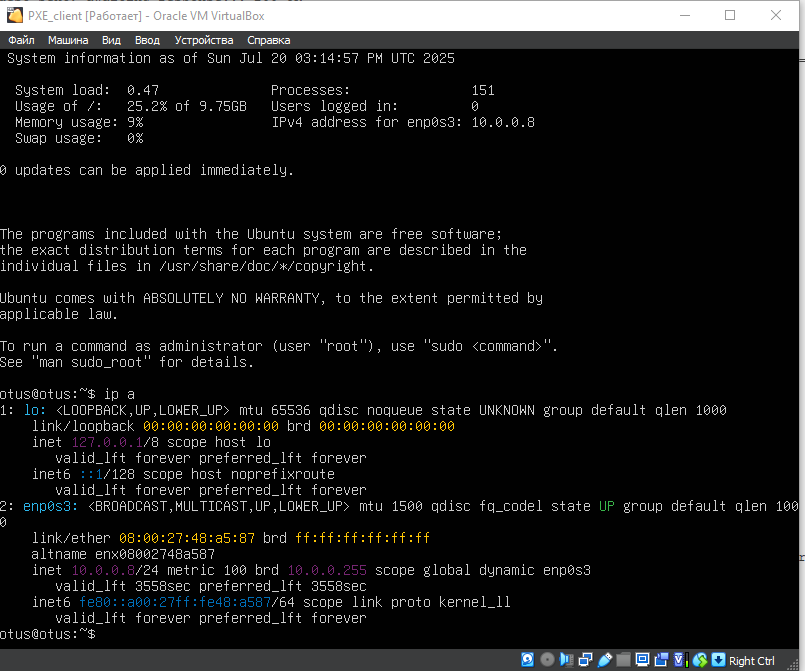 PXE_client [Работает] - Oracle VM VirtualBox
Файл Машина Вид Ввод Устройства Справка
System information as of Sun Jul 20 03:14:57 PM UTC 2025
System load: 0.47 Processes: 151
Usage of /: 25.2% of 9.75GB Users logged in: 0
Memory usage: 9% IPv4 address for enp0s3: 10.0.0.8
Swap usage: 0%
0 updates can be applied immediately.
The programs included with the Ubuntu system are free software;
the exact distribution terms for each program are described in the
individual files in /usr/share/doc/*/copyright.
Ubuntu comes with ABSOLUTELY NO WARRANTY, to the extent permitted by
applicable law.
To run a command as administrator (user "root"), use "sudo <command>".
See "man sudo_root" for details.
otus@otus:~$ ip a
1: lo: <LOOPBACK,UP,LOWER_UP> mtu 65536 qdisc noqueue state UNKNOWN group default qlen 1000
link/loopback 00:00:00:00:00:00 brd 00:00:00:00:00:00
inet 127.0.0.1/8 scope host lo
valid_lft forever preferred_lft forever
inet6 ::1/128 scope host noprefixroute
valid_lft forever preferred_lft forever
2: enp0s3: <BROADCAST,MULTICAST,UP,LOWER_UP> mtu 1500 qdisc fq_codel state UP group default qlen 100
0
link/ether 08:00:27:48:a5:87 brd ff:ff:ff:ff:ff:ff
altname enx08002748a587
inet 10.0.0.8/24 metric 100 brd 10.0.0.255 scope global dynamic enp0s3
valid_lft 3558sec preferred_lft 3558sec
inet6 fe80::a00:27ff:fe48:a587/64 scope link proto kernel_ll
valid_lft forever preferred_lft forever
otus@otus:~$
Right Ctrl